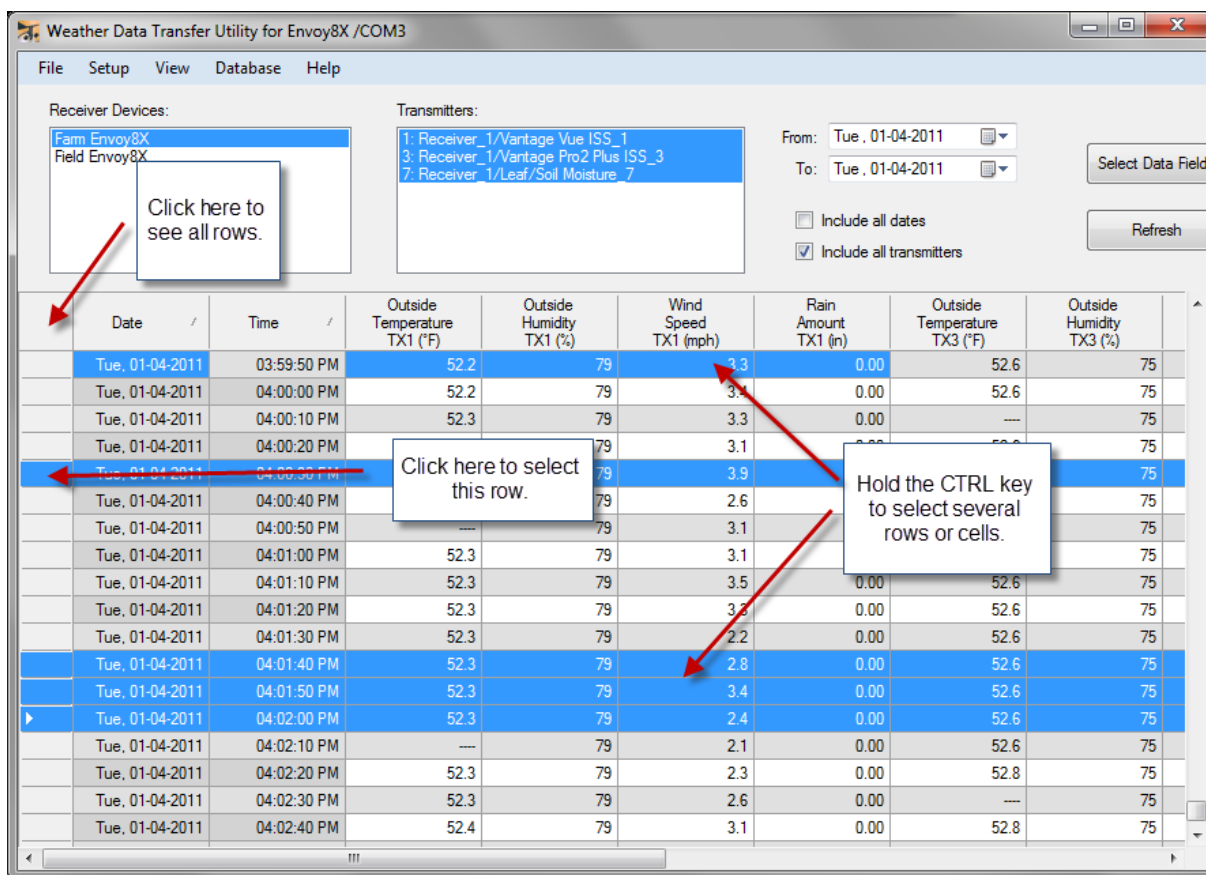 Weather Data Transfer Utility for Envoy8X /COM3
File Setup View Database Help
Receiver Devices:
Farm Envoy8X
Field Envoy8X
Transmitters:
1: Receiver_1/Vantage Vue ISS_1
3: Receiver_1/Vantage Pro2 Plus ISS_3
7: Receiver_1/Leaf/Soil Moisture_7
From: Tue , 01-04-2011
To: Tue , 01-04-2011
Include all dates
Include all transmitters
Select Data Field
Refresh
Click here to
see all rows.
Date / Time / Outside Temperature TX1 (°F) Outside Humidity TX1 (%) Wind Speed TX1 (mph) Rain Amount TX1 (in) Outside Temperature TX3 (°F) Outside Humidity TX3 (%)
Tue, 01-04-2011 03:59:50 PM 52.2 79 3.3 0.00 52.6 75
Tue, 01-04-2011 04:00:00 PM 52.2 79 3.4 0.00 52.6 75
Tue, 01-04-2011 04:00:10 PM 52.3 79 3.3 0.00 ---- 75
Tue, 01-04-2011 04:00:20 PM 79 3.1 75
Tue, 01-04-2011 04:00:30 PM 79 3.9 75
Tue, 01-04-2011 04:00:40 PM 79 2.6 75
Tue, 01-04-2011 04:00:50 PM ---- 79 3.1 75
Tue, 01-04-2011 04:01:00 PM 52.3 79 3.1 75
Tue, 01-04-2011 04:01:10 PM 52.3 79 3.5 0.00 52.6 75
Tue, 01-04-2011 04:01:20 PM 52.3 79 3.3 0.00 52.6 75
Tue, 01-04-2011 04:01:30 PM 52.3 79 2.2 0.00 52.6 75
Tue, 01-04-2011 04:01:40 PM 52.3 79 2.8 0.00 52.6 75
Tue, 01-04-2011 04:01:50 PM 52.3 79 3.4 0.00 52.6 75
Tue, 01-04-2011 04:02:00 PM 52.3 79 2.4 0.00 52.6 75
Tue, 01-04-2011 04:02:10 PM ---- 79 2.1 0.00 52.6 75
Tue, 01-04-2011 04:02:20 PM 52.3 79 2.3 0.00 52.8 75
Tue, 01-04-2011 04:02:30 PM 52.3 79 2.6 0.00 ---- 75
Tue, 01-04-2011 04:02:40 PM 52.4 79 3.1 0.00 52.8 75
Click here to select
this row.
Hold the CTRL key
to select several
rows or cells.